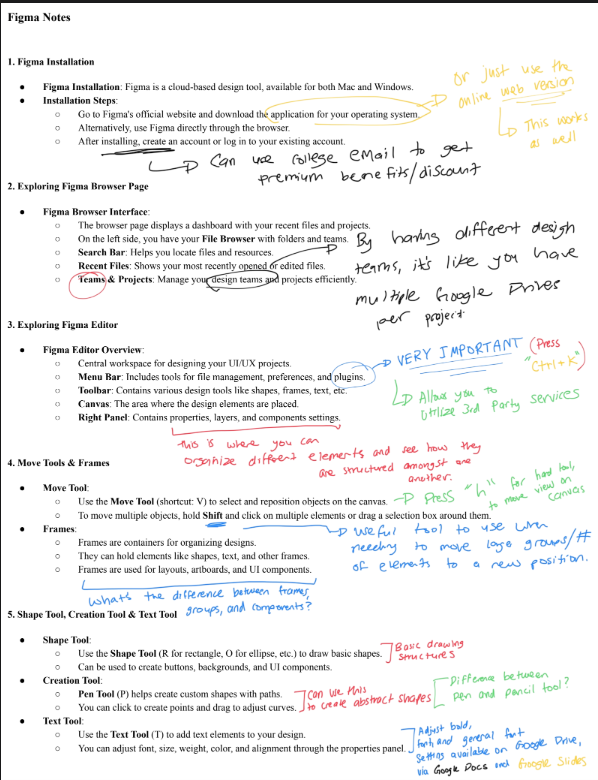 Figma Notes
1. Figma Installation
● Figma Installation: Figma is a cloud-based design tool, available for both Mac and Windows.
● Installation Steps:
○ Go to Figma's official website and download the application for your operating system.
○ Alternatively, use Figma directly through the browser.
○ After installing, create an account or log in to your existing account.
Or just use the
online web version
This works
as well
Can use college email to get
premium benefits/discount
2. Exploring Figma Browser Page
● Figma Browser Interface:
○ The browser page displays a dashboard with your recent files and projects.
○ On the left side, you have your File Browser with folders and teams.
○ Search Bar: Helps you locate files and resources.
○ Recent Files: Shows your most recently opened or edited files.
○ Teams & Projects: Manage your design teams and projects efficiently.
By having different design
teams, it's like you have
multiple Google Drives
per project.
3. Exploring Figma Editor
● Figma Editor Overview:
○ Central workspace for designing your UI/UX projects.
○ Menu Bar: Includes tools for file management, preferences, and plugins.
○ Toolbar: Contains various design tools like shapes, frames, text, etc.
○ Canvas: The area where the design elements are placed.
○ Right Panel: Contains properties, layers, and components settings.
VERY IMPORTANT (Press
"Ctrl+K")
Allows you to
utilize 3rd Party services
this is where you can
organize different elements and see how they
are structured amongst one
another.
4. Move Tools & Frames
● Move Tool:
○ Use the Move Tool (shortcut: V) to select and reposition objects on the canvas.
○ To move multiple objects, hold Shift and click on multiple elements or drag a selection box around them.
● Frames:
○ Frames are containers for organizing designs.
○ They can hold elements like shapes, text, and other frames.
○ Frames are used for layouts, artboards, and UI components.
Press "h" for hand tool,
to move view on
canvas
useful tool to use when
needing to move large groups/#
of elements to a new position.
whats the difference between frames,
groups, and components?
5. Shape Tool, Creation Tool & Text Tool
● Shape Tool:
○ Use the Shape Tool (R for rectangle, O for ellipse, etc.) to draw basic shapes.
○ Can be used to create buttons, backgrounds, and UI components.
● Creation Tool:
○ Pen Tool (P) helps create custom shapes with paths.
○ You can click to create points and drag to adjust curves.
● Text Tool:
○ Use the Text Tool (T) to add text elements to your design.
○ You can adjust font, size, weight, color, and alignment through the properties panel.
Basic drawing
structures
Can use this
to create abstract shapes
Difference between
pen and pencil tool?
Adjust bold,
font, and general font
settings available on Google Drive,
via Google Docs and Google Slides